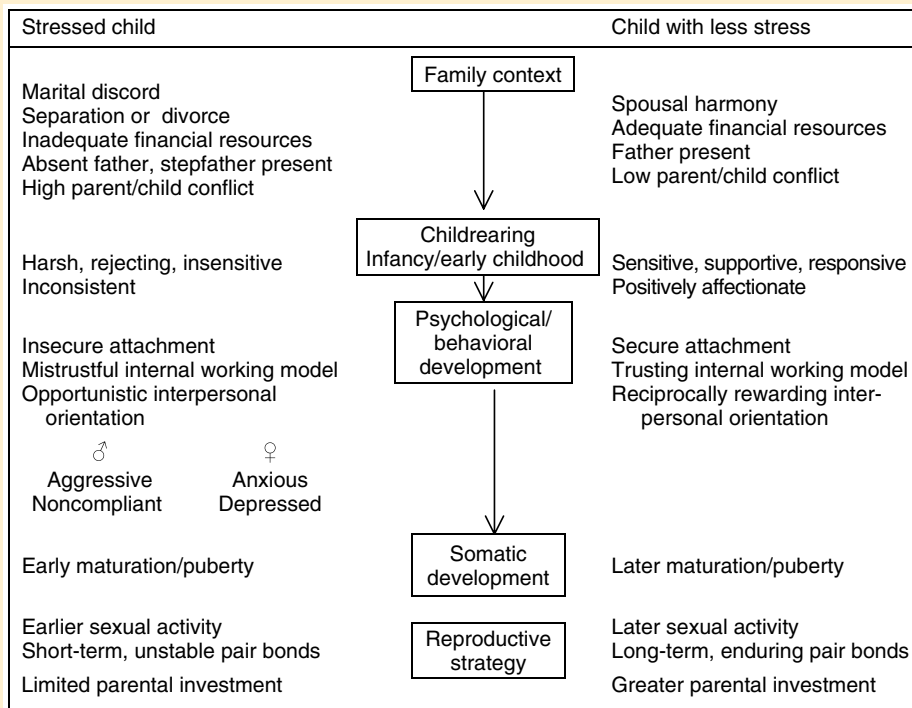 Stressed child
Child with less stress
Family context
Marital discord
Separation or divorce
Inadequate financial resources
Absent father, stepfather present
High parent/child conflict
Spousal harmony
Adequate financial resources
Father present
Low parent/child conflict
Childrearing
Infancy/early childhood
Harsh, rejecting, insensitive
Inconsistent
Sensitive, supportive, responsive
Positively affectionate
Psychological/
behavioral
development
Insecure attachment
Mistrustful internal working model
Opportunistic interpersonal
orientation
♂
Aggressive
Noncompliant
♀
Anxious
Depressed
Secure attachment
Trusting internal working model
Reciprocally rewarding inter-
personal orientation
Somatic
development
Early maturation/puberty
Later maturation/puberty
Reproductive
strategy
Earlier sexual activity
Short-term, unstable pair bonds
Limited parental investment
Later sexual activity
Long-term, enduring pair bonds
Greater parental investment